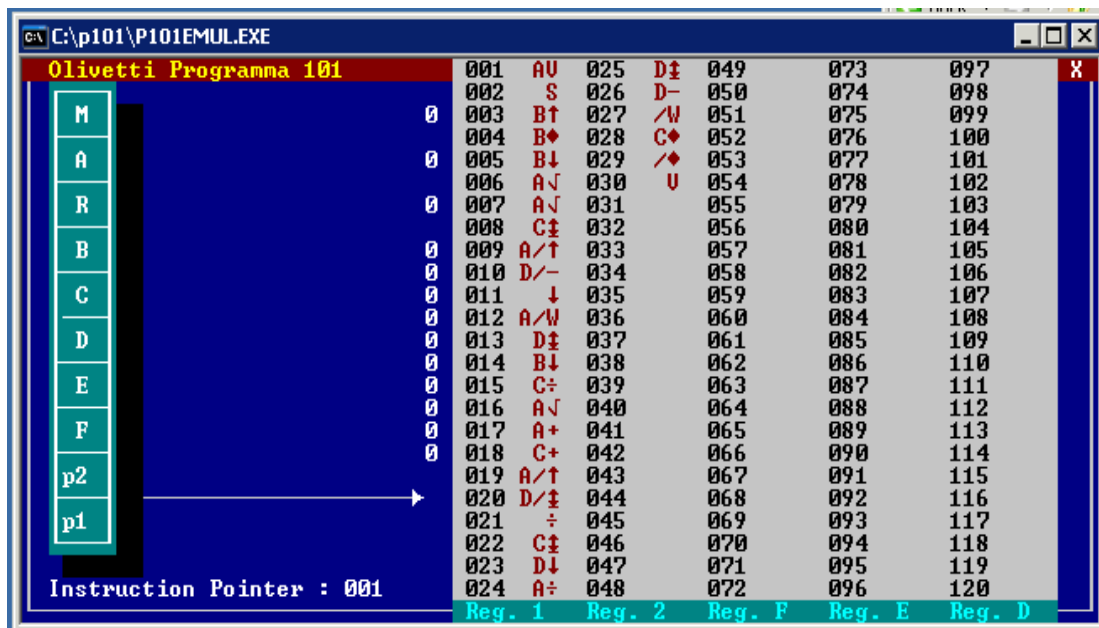 C:\p101\P101EMUL.EXE
Olivetti Programma 101 001 AV 025 D↕ 049 073 097 X
002 S 026 D- 050 074 098
M 0 003 B↑ 027 /W 051 075 099
004 B♦ 028 C♦ 052 076 100
A 0 005 B↓ 029 /♦ 053 077 101
006 A√ 030 V 054 078 102
R 0 007 A√ 031 055 079 103
008 C↕ 032 056 080 104
B 0 009 A/↑ 033 057 081 105
0 010 D/- 034 058 082 106
C 0 011 ↓ 035 059 083 107
0 012 A/W 036 060 084 108
D 0 013 D↕ 037 061 085 109
0 014 B↓ 038 062 086 110
E 0 015 C÷ 039 063 087 111
0 016 A√ 040 064 088 112
F 0 017 A+ 041 065 089 113
0 018 C+ 042 066 090 114
p2 019 A/↑ 043 067 091 115
020 D/↕ 044 068 092 116
p1 021 ÷ 045 069 093 117
022 C↕ 046 070 094 118
023 D↓ 047 071 095 119
Instruction Pointer : 001 024 A÷ 048 072 096 120
Reg. 1 Reg. 2 Reg. F Reg. E Reg. D